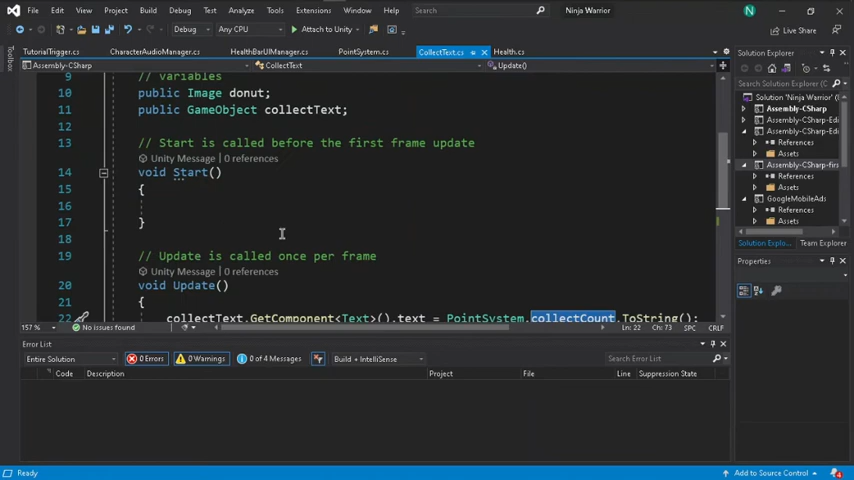 File Edit View Git Project Build Debug Test Analyze Tools Extensions Window Help Search Ninja Warrior N
Debug Any CPU Attach to Unity Live Share
TutorialTrigger.cs CharacterAudioManager.cs HealthBarUIManager.cs PointSystem.cs CollectText.cs Health.cs
Assembly-CSharp CollectText Update()
Toolbox
9 // variables
10 public Image donut;
11 public GameObject collectText;
12
13 // Start is called before the first frame update
Unity Message | 0 references
14 void Start()
15 {
16
17 }
18
19 // Update is called once per frame
Unity Message | 0 references
20 void Update()
21 {
22 collectText.GetComponent<Text>().text = PointSystem.collectCount.ToString();
157 % No issues found Ln: 22 Ch: 73 SPC CRLF
Solution Explorer
Search Solution Explorer (
Solution 'Ninja Warrior' (
Assembly-CSharp
Assembly-CSharp-Edi
Assembly-CSharp-Edi
References
Assets
Assembly-CSharp-firs
References
Assets
GoogleMobileAds
References
Assets
Solution Explo... Team Explorer
Properties
Error List
Entire Solution 0 Errors 0 Warnings 0 of 4 Messages Build + IntelliSense Search Error List
Code Description Project File Line Suppression State
Ready Add to Source Control 4